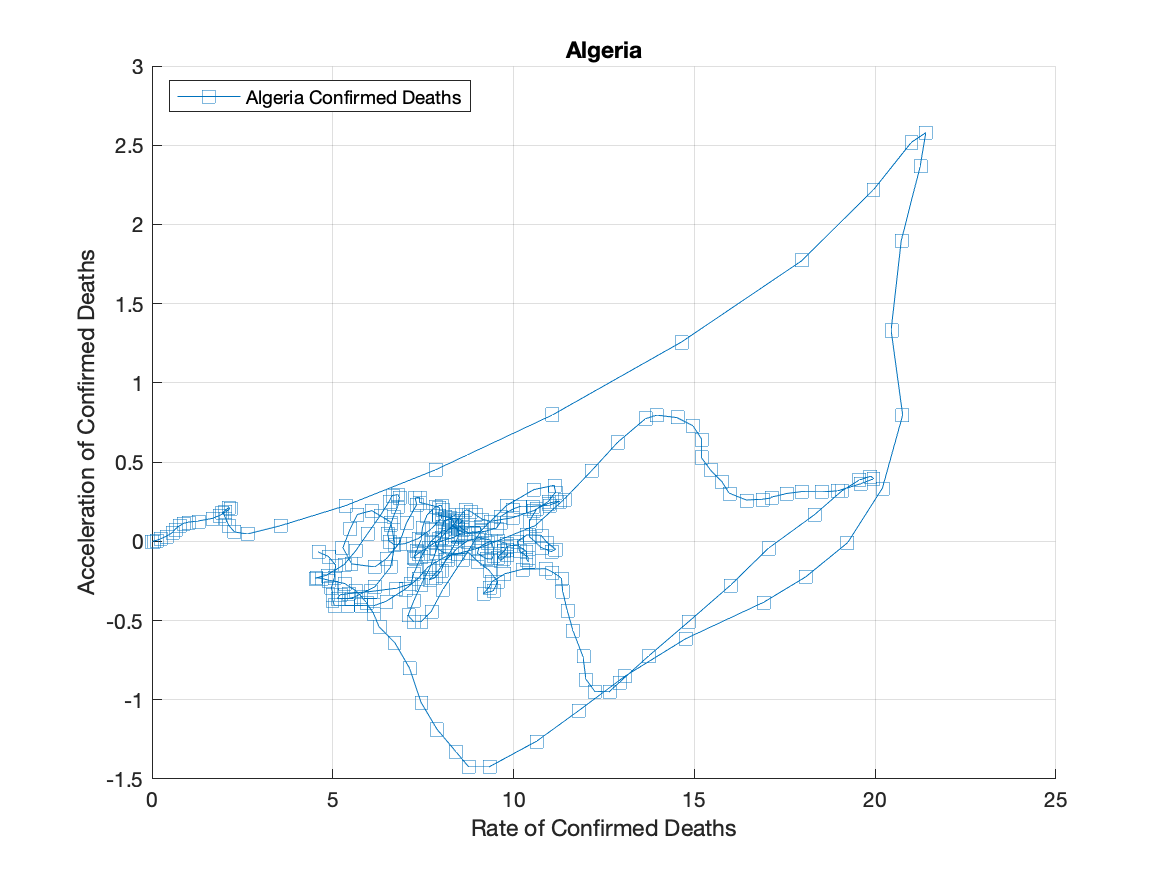 Algeria
Algeria Confirmed Deaths
3
2.5
2
1.5
1
0.5
0
-0.5
-1
-1.5
Acceleration of Confirmed Deaths
0 5 10 15 20 25
Rate of Confirmed Deaths